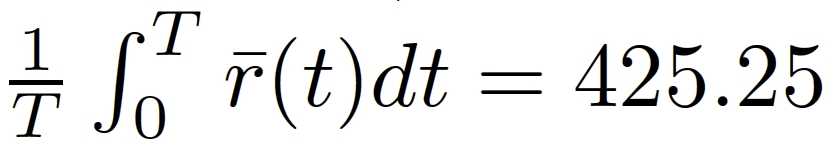 \frac{1}{T} \int_0^T \bar{r}(t)dt = 425.25